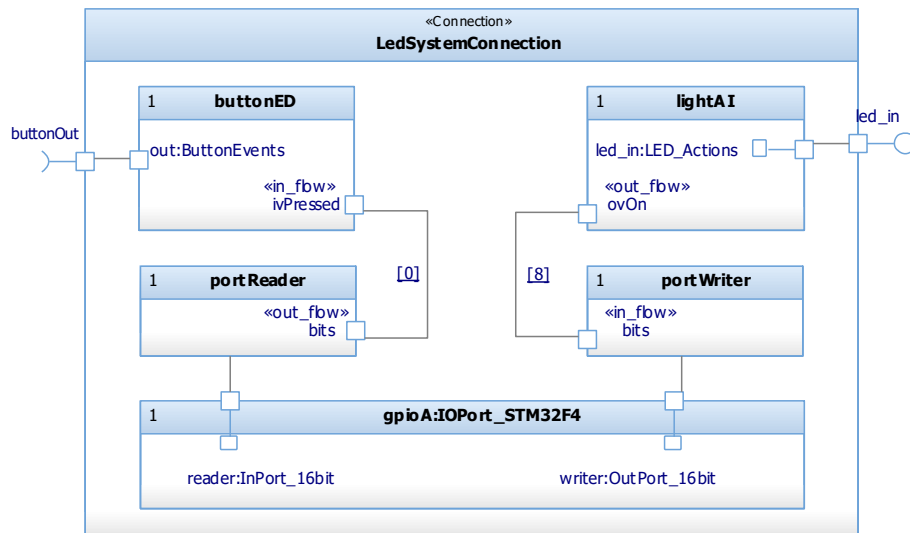 «Connection»
LedSystemConnection
buttonOut
led_in
1 buttonED
out:ButtonEvents
«in_flow»
ivPressed
1 lightAI
led_in:LED_Actions
«out_flow»
ovOn
[0]
[8]
1 portReader
«out_flow»
bits
1 portWriter
«in_flow»
bits
1 gpioA:IOPort_STM32F4
reader:InPort_16bit
writer:OutPort_16bit